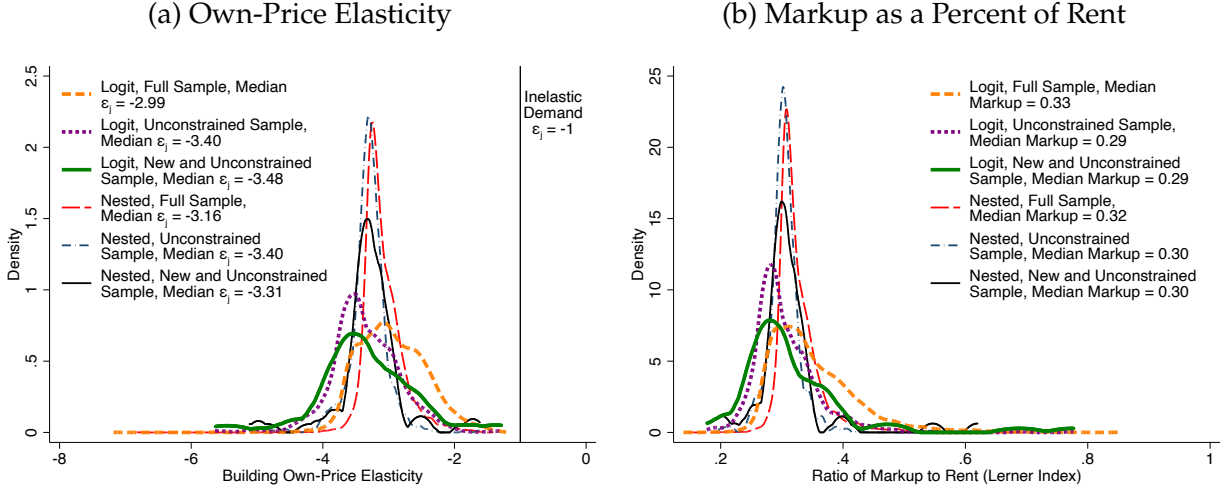 (a) Own-Price Elasticity
2.5
2
1.5
1
.5
0
Density
Logit, Full Sample, Median
εj = -2.99
Logit, Unconstrained Sample,
Median εj = -3.40
Logit, New and Unconstrained
Sample, Median εj = -3.48
Nested, Full Sample,
Median εj = -3.16
Nested, Unconstrained
Sample, Median εj = -3.40
Nested, New and Unconstrained
Sample, Median εj = -3.31
Inelastic
Demand
εj = -1
-8 -6 -4 -2 0
Building Own-Price Elasticity
(b) Markup as a Percent of Rent
25
20
15
10
5
0
Density
Logit, Full Sample, Median
Markup = 0.33
Logit, Unconstrained Sample,
Median Markup = 0.29
Logit, New and Unconstrained
Sample, Median Markup = 0.29
Nested, Full Sample,
Median Markup = 0.32
Nested, Unconstrained
Sample, Median Markup = 0.30
Nested, New and Unconstrained
Sample, Median Markup = 0.30
.2 .4 .6 .8 1
Ratio of Markup to Rent (Lerner Index)